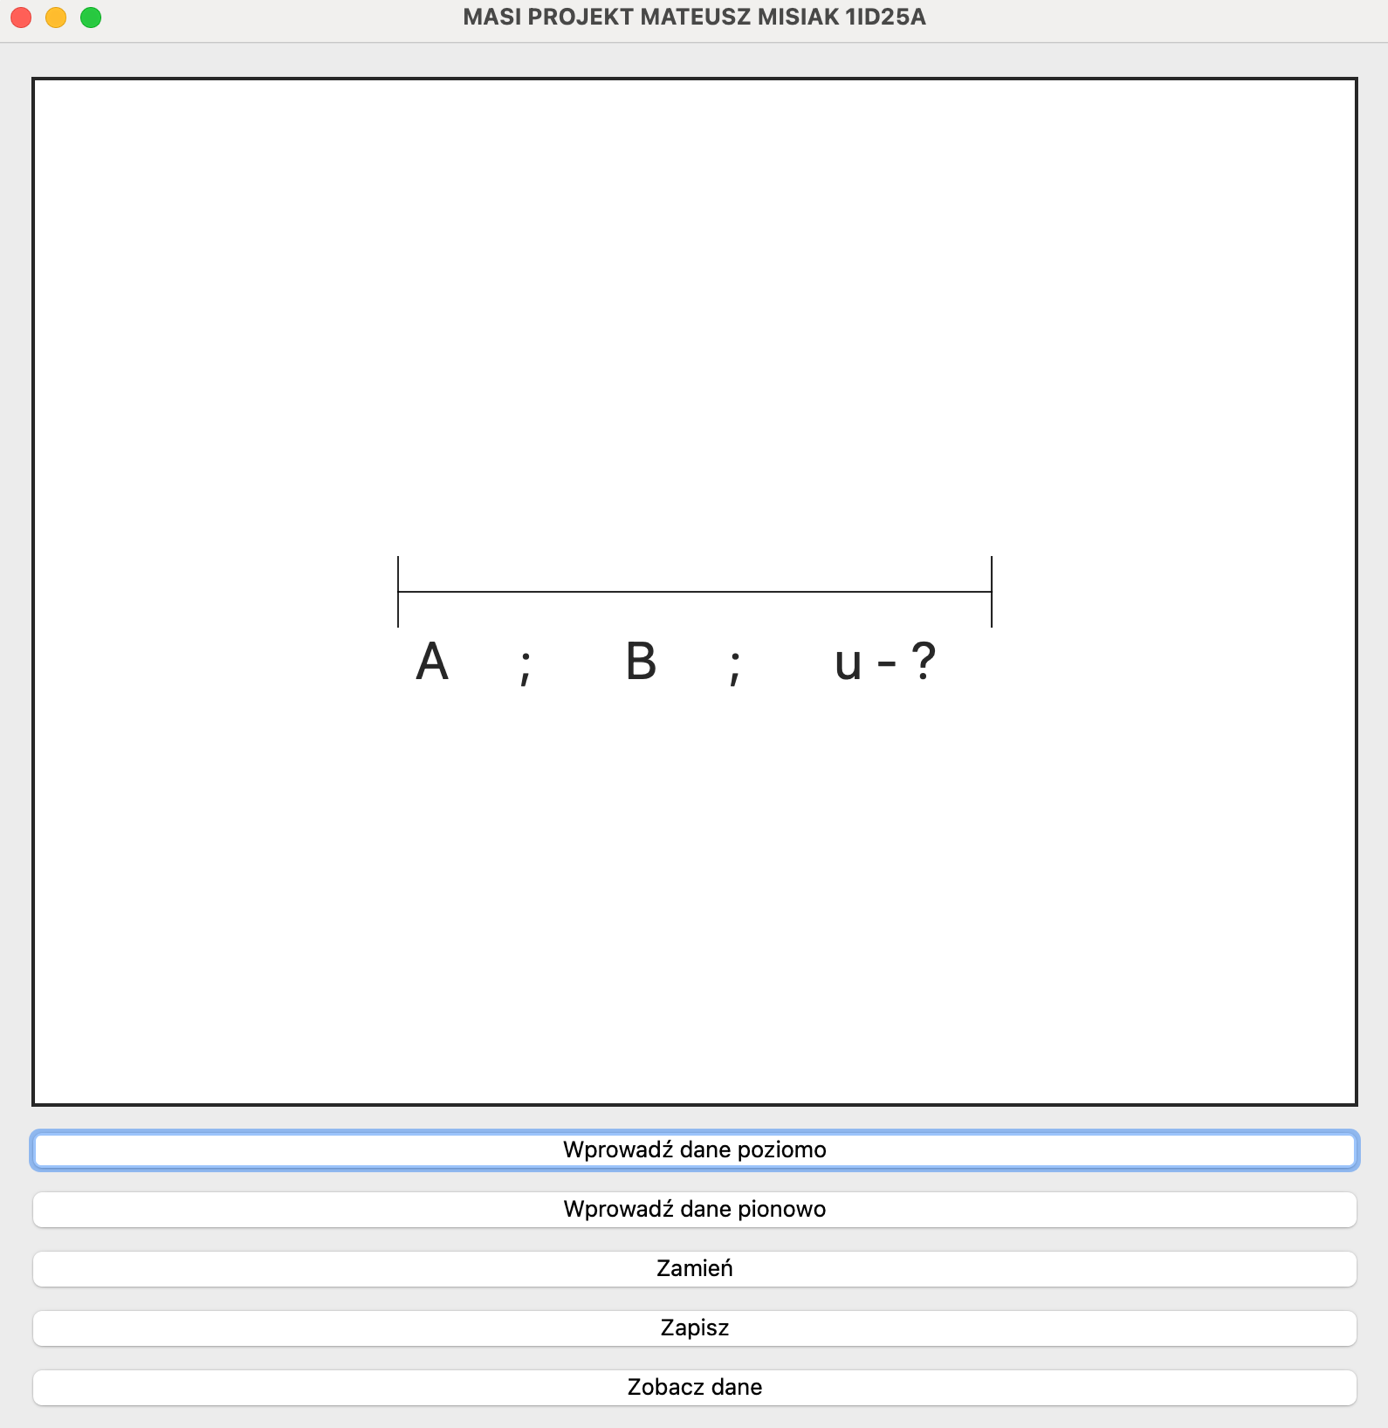 MASI PROJEKT MATEUSZ MISIAK 1ID25A
A ; B ; u - ?
Wprowadź dane poziomo
Wprowadź dane pionowo
Zamień
Zapisz
Zobacz dane